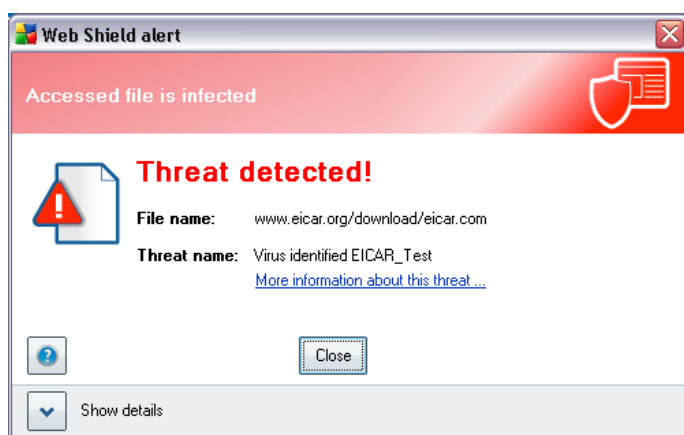 Web Shield alert
Accessed file is infected
Threat detected!
File name: www.eicar.org/download/eicar.com
Threat name: Virus identified EICAR_Test
More information about this threat ...
Close
Show details